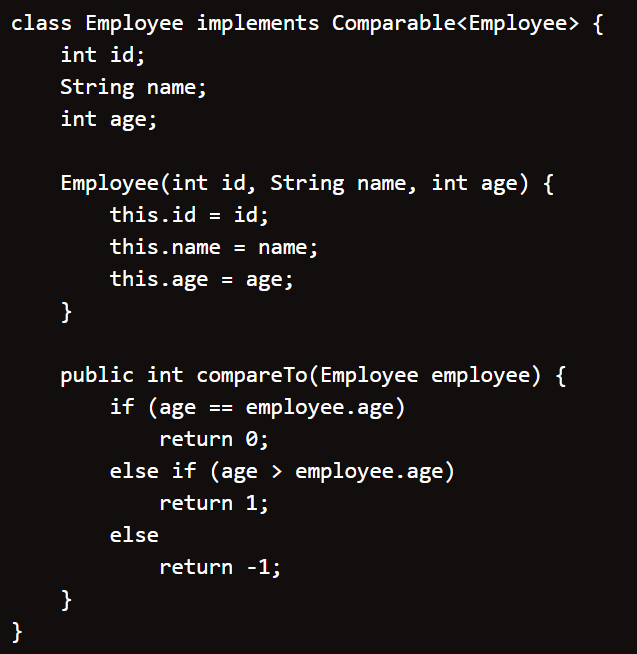 class Employee implements Comparable<Employee> {
    int id;
    String name;
    int age;

    Employee(int id, String name, int age) {
        this.id = id;
        this.name = name;
        this.age = age;
    }

    public int compareTo(Employee employee) {
        if (age == employee.age)
            return 0;
        else if (age > employee.age)
            return 1;
        else
            return -1;
    }
}